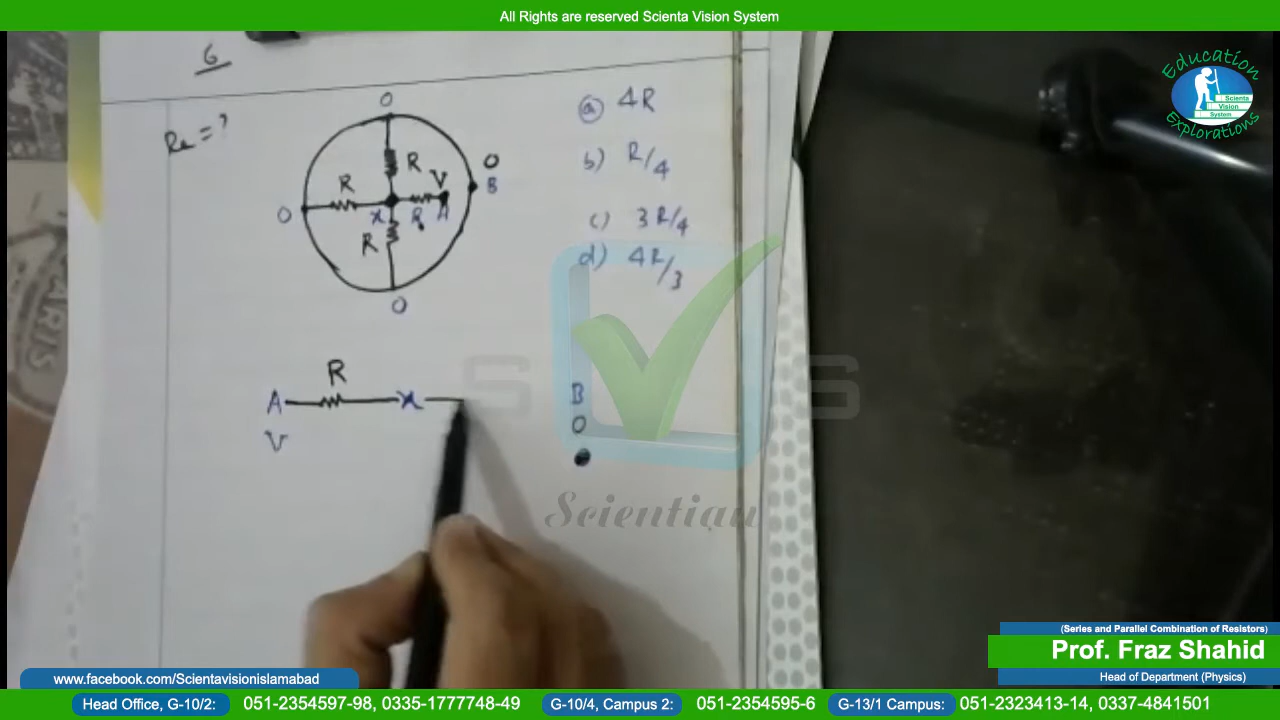 All Rights are reserved Scienta Vision System
6
Re = ?
O
R
V
O
B
R
O
x
R
A
R
O
a) 4R
b) R/4
c) 3R/4
d) 4R/3
Education
Scienta
Vision
System
Explorations
R
A
x
B
V
O
S S
Scientian
(Series and Parallel Combination of Resistors)
Prof. Fraz Shahid
Head of Department (Physics)
www.facebook.com/Scientavisionislamabad
Head Office, G-10/2: 051-2354597-98, 0335-1777748-49 G-10/4, Campus 2: 051-2354595-6 G-13/1 Campus: 051-2323413-14, 0337-4841501